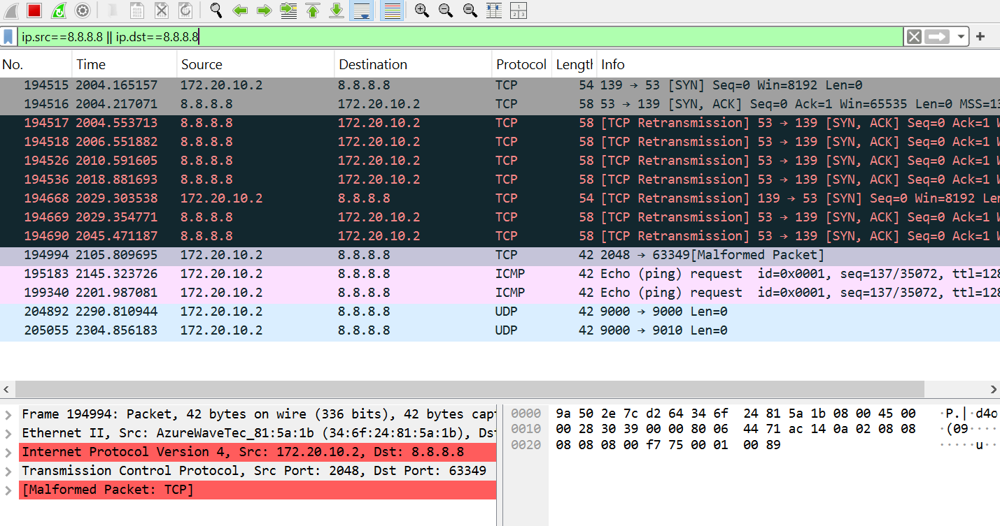 ip.src==8.8.8.8 || ip.dst==8.8.8.8
No. Time Source Destination Protocol Length Info
194515 2004.165157 172.20.10.2 8.8.8.8 TCP 54 139 → 53 [SYN] Seq=0 Win=8192 Len=0
194516 2004.217071 8.8.8.8 172.20.10.2 TCP 58 53 → 139 [SYN, ACK] Seq=0 Ack=1 Win=65535 Len=0 MSS=13
194517 2004.553713 8.8.8.8 172.20.10.2 TCP 58 [TCP Retransmission] 53 → 139 [SYN, ACK] Seq=0 Ack=1 W
194518 2006.551882 8.8.8.8 172.20.10.2 TCP 58 [TCP Retransmission] 53 → 139 [SYN, ACK] Seq=0 Ack=1 W
194526 2010.591605 8.8.8.8 172.20.10.2 TCP 58 [TCP Retransmission] 53 → 139 [SYN, ACK] Seq=0 Ack=1 W
194536 2018.881693 8.8.8.8 172.20.10.2 TCP 58 [TCP Retransmission] 53 → 139 [SYN, ACK] Seq=0 Ack=1 W
194668 2029.303538 172.20.10.2 8.8.8.8 TCP 54 [TCP Retransmission] 139 → 53 [SYN] Seq=0 Win=8192 Len
194669 2029.354771 8.8.8.8 172.20.10.2 TCP 58 [TCP Retransmission] 53 → 139 [SYN, ACK] Seq=0 Ack=1 W
194690 2045.471187 8.8.8.8 172.20.10.2 TCP 58 [TCP Retransmission] 53 → 139 [SYN, ACK] Seq=0 Ack=1 W
194994 2105.809695 172.20.10.2 8.8.8.8 TCP 42 2048 → 63349[Malformed Packet]
195183 2145.323726 172.20.10.2 8.8.8.8 ICMP 42 Echo (ping) request id=0x0001, seq=137/35072, ttl=128
199340 2201.987081 172.20.10.2 8.8.8.8 ICMP 42 Echo (ping) request id=0x0001, seq=137/35072, ttl=128
204892 2290.810944 172.20.10.2 8.8.8.8 UDP 42 9000 → 9000 Len=0
205055 2304.856183 172.20.10.2 8.8.8.8 UDP 42 9000 → 9010 Len=0
Frame 194994: Packet, 42 bytes on wire (336 bits), 42 bytes cap
Ethernet II, Src: AzureWaveTec_81:5a:1b (34:6f:24:81:5a:1b), Ds
Internet Protocol Version 4, Src: 172.20.10.2, Dst: 8.8.8.8
Transmission Control Protocol, Src Port: 2048, Dst Port: 63349
[Malformed Packet: TCP]
0000 9a 50 2e 7c d2 64 34 6f 24 81 5a 1b 08 00 45 00 ·P.|·d4o
0010 00 28 30 39 00 00 80 06 44 71 ac 14 0a 02 08 08 ·(09····
0020 08 08 08 00 f7 75 00 01 00 89 ·····u··